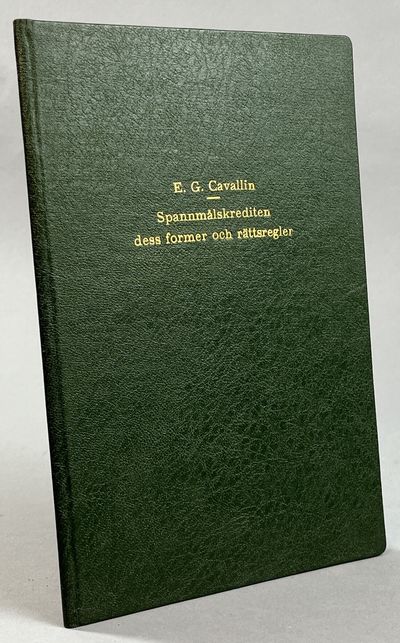 E. G. Cavallin
Spannmålskrediten
dess former och rättsregler